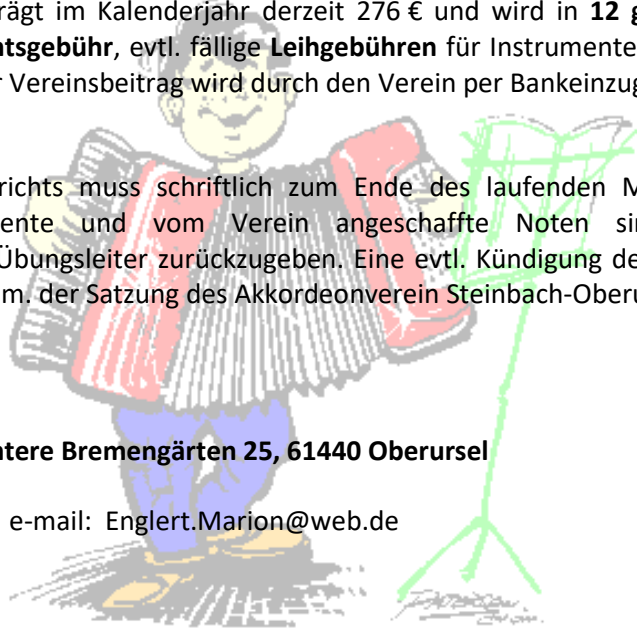 rägt im Kalenderjahr derzeit 276 € und wird in 12 g
htsgebühr, evtl. fällige Leihgebühren für Instrumente
r Vereinsbeitrag wird durch den Verein per Bankeinzug
richts muss schriftlich zum Ende des laufenden M
ente und vom Verein angeschaffte Noten sin
Übungsleiter zurückzugeben. Eine evtl. Kündigung de
m. der Satzung des Akkordeonverein Steinbach-Oberu
ntere Bremengärten 25, 61440 Oberursel
e-mail: Englert.Marion@web.de